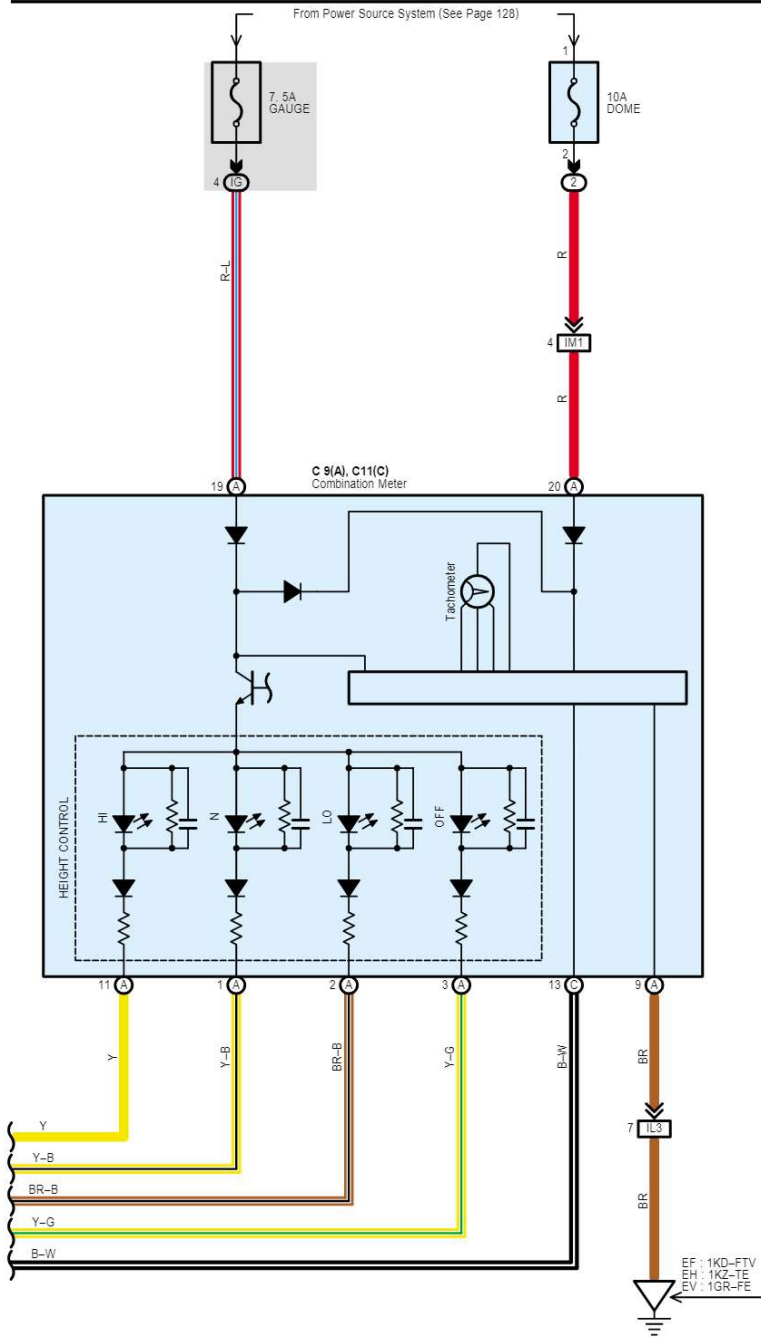 From Power Source System (See Page 128)
1
7. 5A
GAUGE
10A
DOME
2
4 IG
2
R–L
R
4 IM1
R
C 9(A), C11(C)
Combination Meter
19 A
20 A
Tachometer
HEIGHT CONTROL
HI
N
LO
OFF
11 A
1 A
2 A
3 A
13 C
9 A
Y
Y–B
BR–B
Y–G
B–W
BR
Y
7 IL3
Y–B
BR–B
BR
Y–G
B–W
EF : 1KD–FTV
EH : 1KZ–TE
EV : 1GR–FE